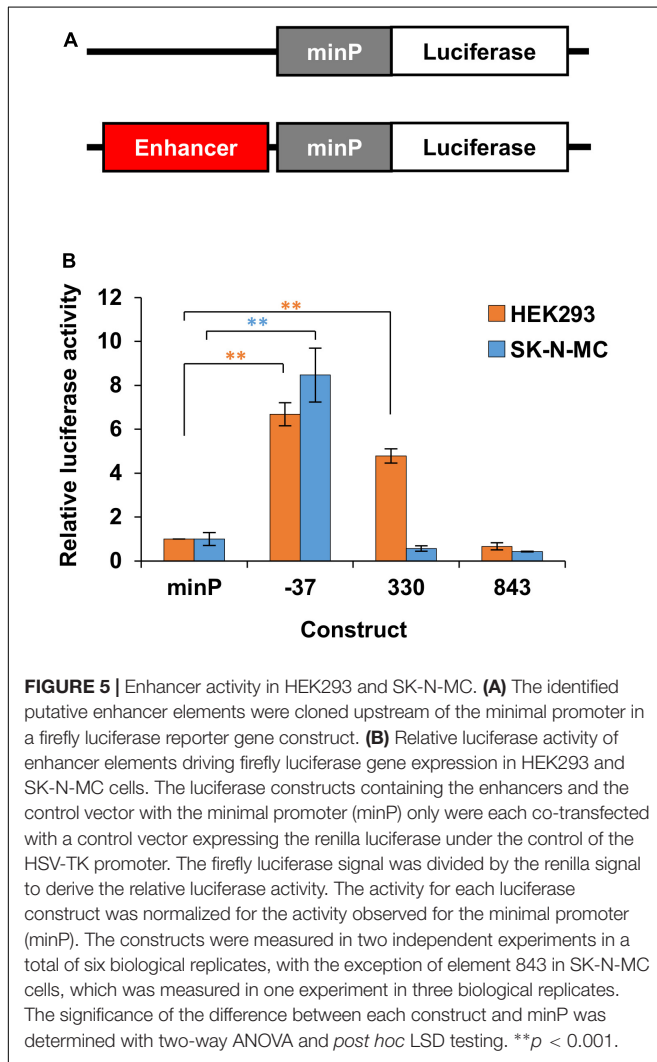 A
minP Luciferase
Enhancer minP Luciferase
B
Relative luciferase activity
12
10
8
6
4
2
0
**
**
**
HEK293
SK-N-MC
minP -37 330 843
Construct
FIGURE 5 | Enhancer activity in HEK293 and SK-N-MC. (A) The identified
putative enhancer elements were cloned upstream of the minimal promoter in
a firefly luciferase reporter gene construct. (B) Relative luciferase activity of
enhancer elements driving firefly luciferase gene expression in HEK293 and
SK-N-MC cells. The luciferase constructs containing the enhancers and the
control vector with the minimal promoter (minP) only were each co-transfected
with a control vector expressing the renilla luciferase under the control of the
HSV-TK promoter. The firefly luciferase signal was divided by the renilla signal
to derive the relative luciferase activity. The activity for each luciferase
construct was normalized for the activity observed for the minimal promoter
(minP). The constructs were measured in two independent experiments in a
total of six biological replicates, with the exception of element 843 in SK-N-MC
cells, which was measured in one experiment in three biological replicates.
The significance of the difference between each construct and minP was
determined with two-way ANOVA and post hoc LSD testing. **p < 0.001.